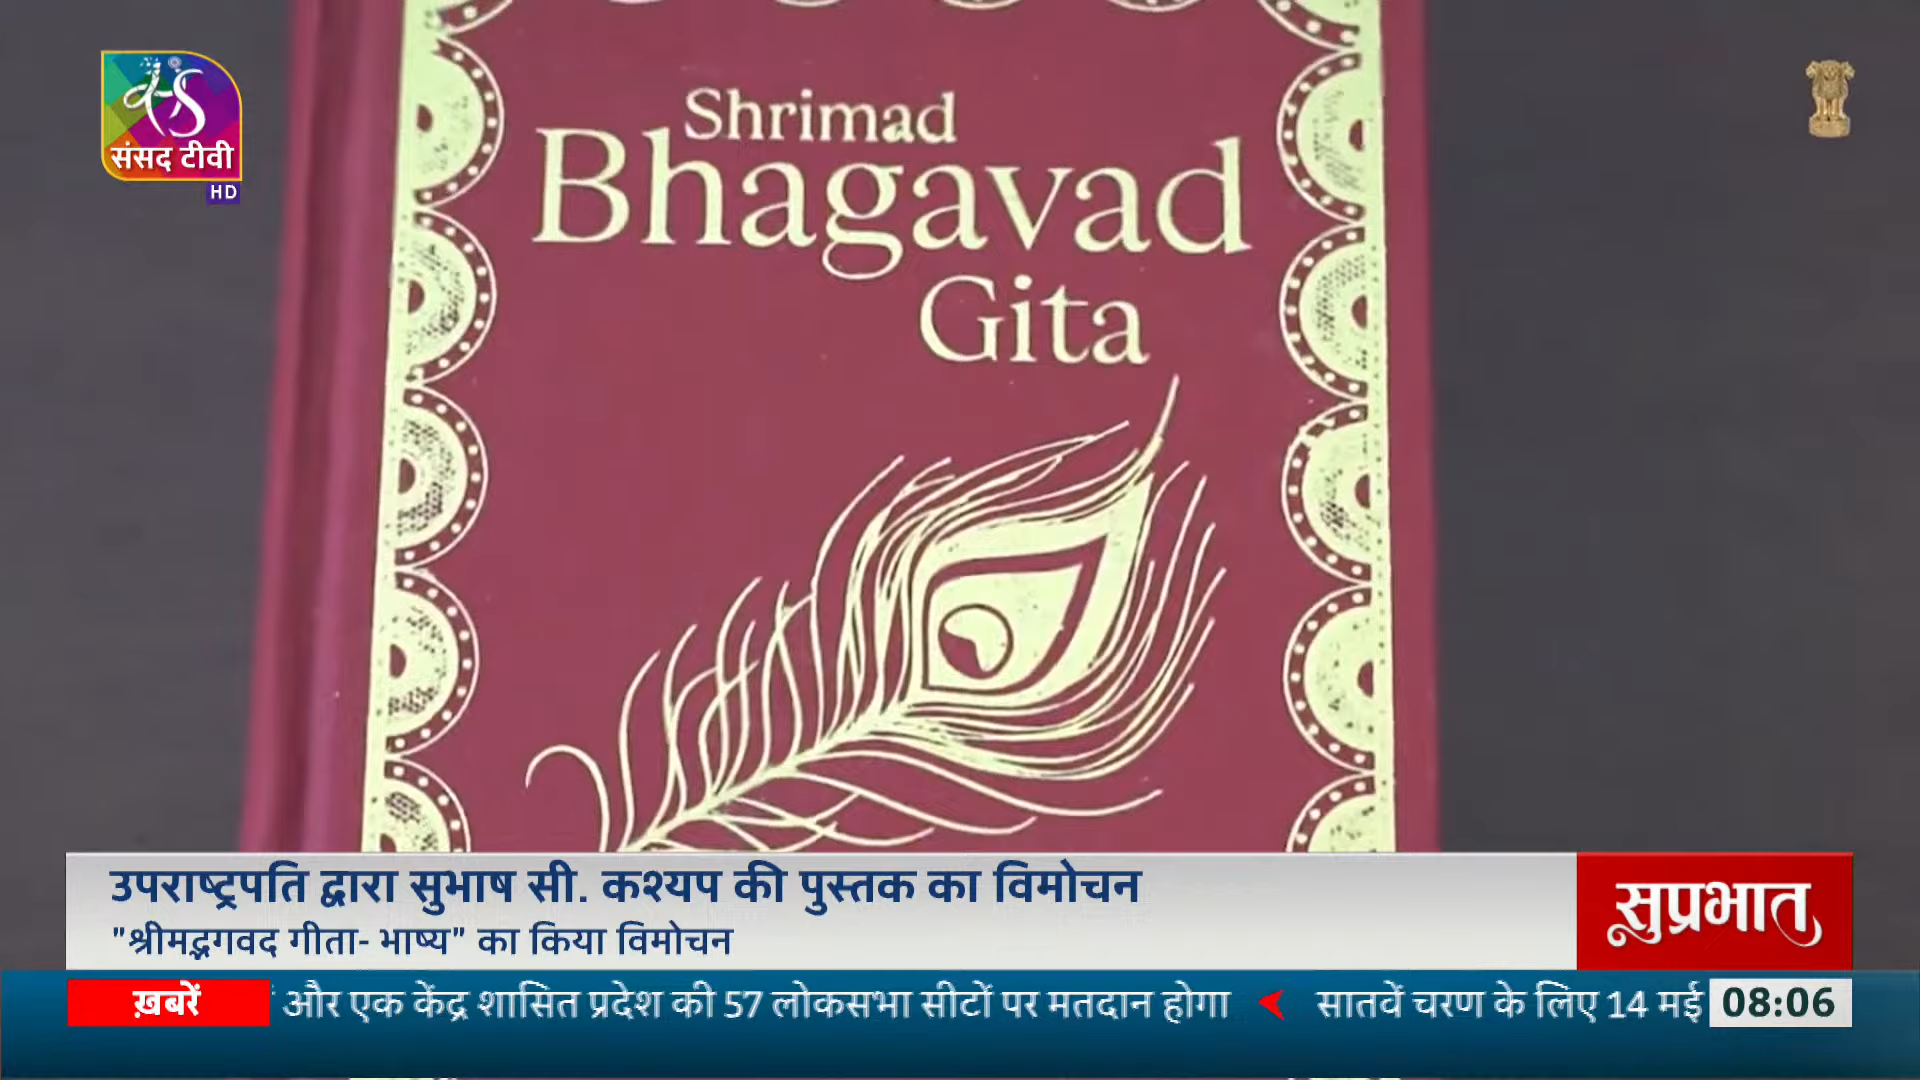 संसद टीवी
HD
Shrimad
Bhagavad
Gita
उपराष्ट्रपति द्वारा सुभाष सी. कश्यप की पुस्तक का विमोचन
"श्रीमद्भगवद गीता- भाष्य" का किया विमोचन
सुप्रभात
ख़बरें
और एक केंद्र शासित प्रदेश की 57 लोकसभा सीटों पर मतदान होगा
सातवें चरण के लिए 14 मई
08:06